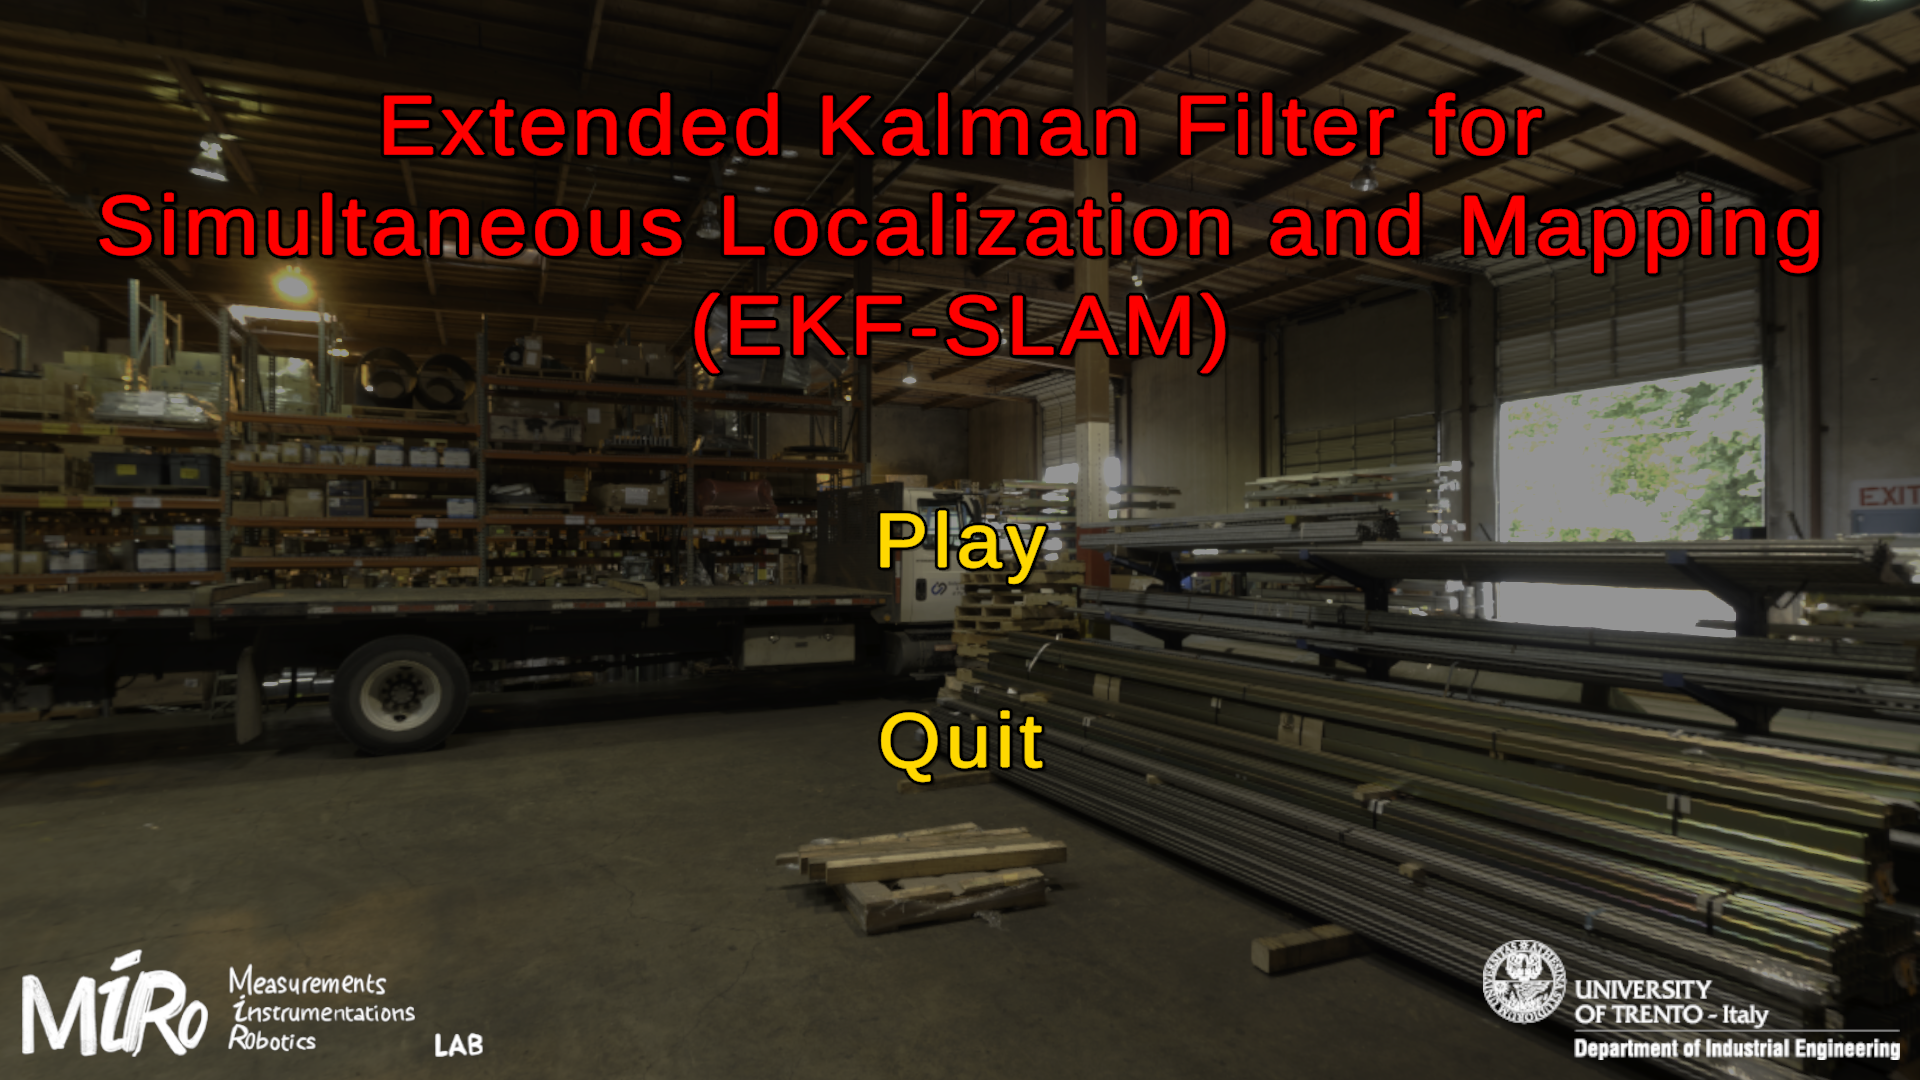 Extended Kalman Filter for
Simultaneous Localization and Mapping
(EKF-SLAM)
EXIT
Play
Quit
MiRo
Measurements
instrumentations
Robotics
LAB
UNIVERSITY
OF TRENTO - Italy
Department of Industrial Engineering